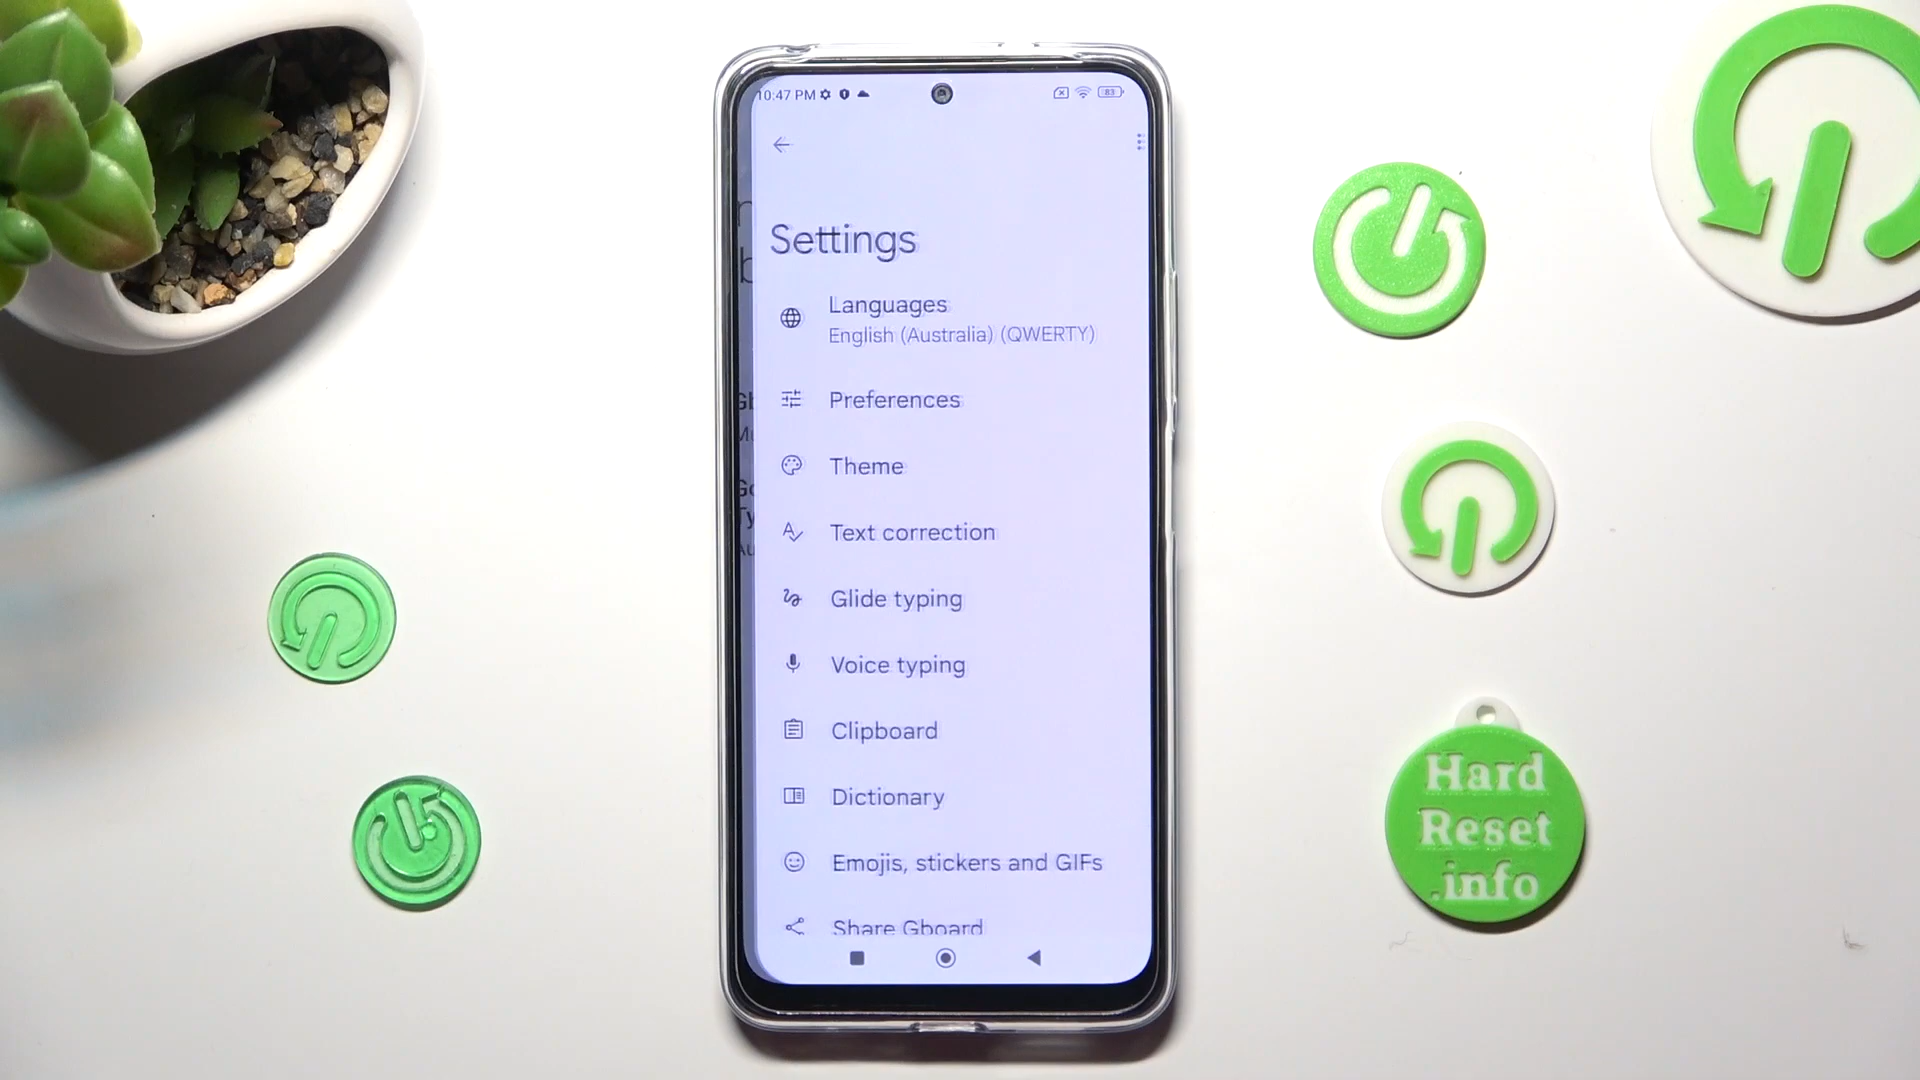 10:47 PM
83
Settings
Languages
English (Australia) (QWERTY)
Preferences
Theme
Text correction
Glide typing
Voice typing
Clipboard
Dictionary
Emojis, stickers and GIFs
Share Gboard
Hard
Reset
.info